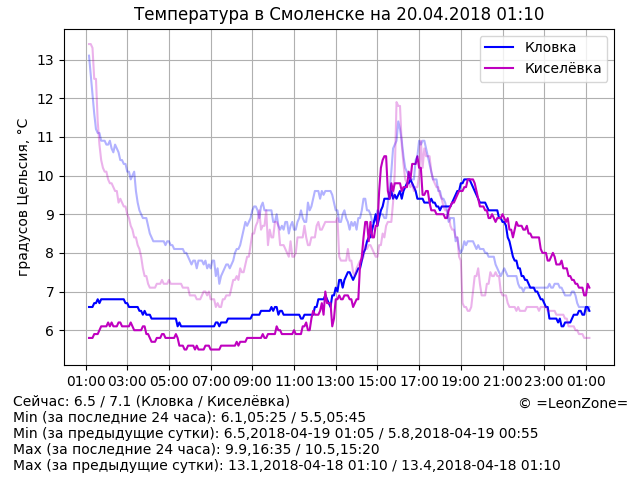 Температура в Смоленске на 20.04.2018 01:10
Кловка
Киселёвка
градусов Цельсия, °C
13
12
11
10
9
8
7
6
01:00 03:00 05:00 07:00 09:00 11:00 13:00 15:00 17:00 19:00 21:00 23:00 01:00
Сейчас: 6.5 / 7.1 (Кловка / Киселёвка)
© =LeonZone=
Min (за последние 24 часа): 6.1,05:25 / 5.5,05:45
Min (за предыдущие сутки): 6.5,2018-04-19 01:05 / 5.8,2018-04-19 00:55
Max (за последние 24 часа): 9.9,16:35 / 10.5,15:20
Max (за предыдущие сутки): 13.1,2018-04-18 01:10 / 13.4,2018-04-18 01:10